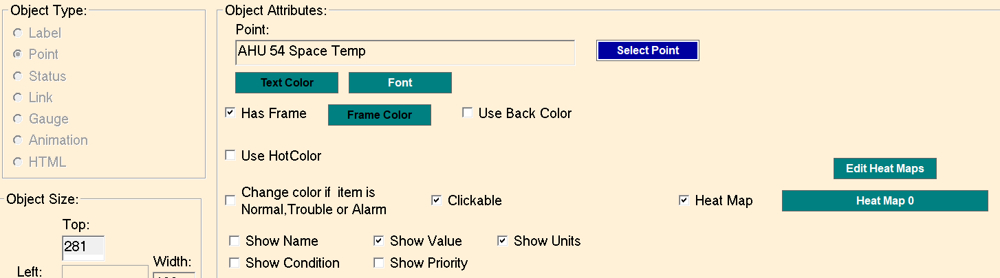 Object Type:
Label
Point
Status
Link
Gauge
Animation
HTML
Object Size:
Top:
281
Left:
Width:
Object Attributes:
Point:
AHU 54 Space Temp
Select Point
Text Color
Font
Has Frame
Frame Color
Use Back Color
Use HotColor
Edit Heat Maps
Change color if item is
Normal,Trouble or Alarm
Clickable
Heat Map
Heat Map 0
Show Name
Show Value
Show Units
Show Condition
Show Priority